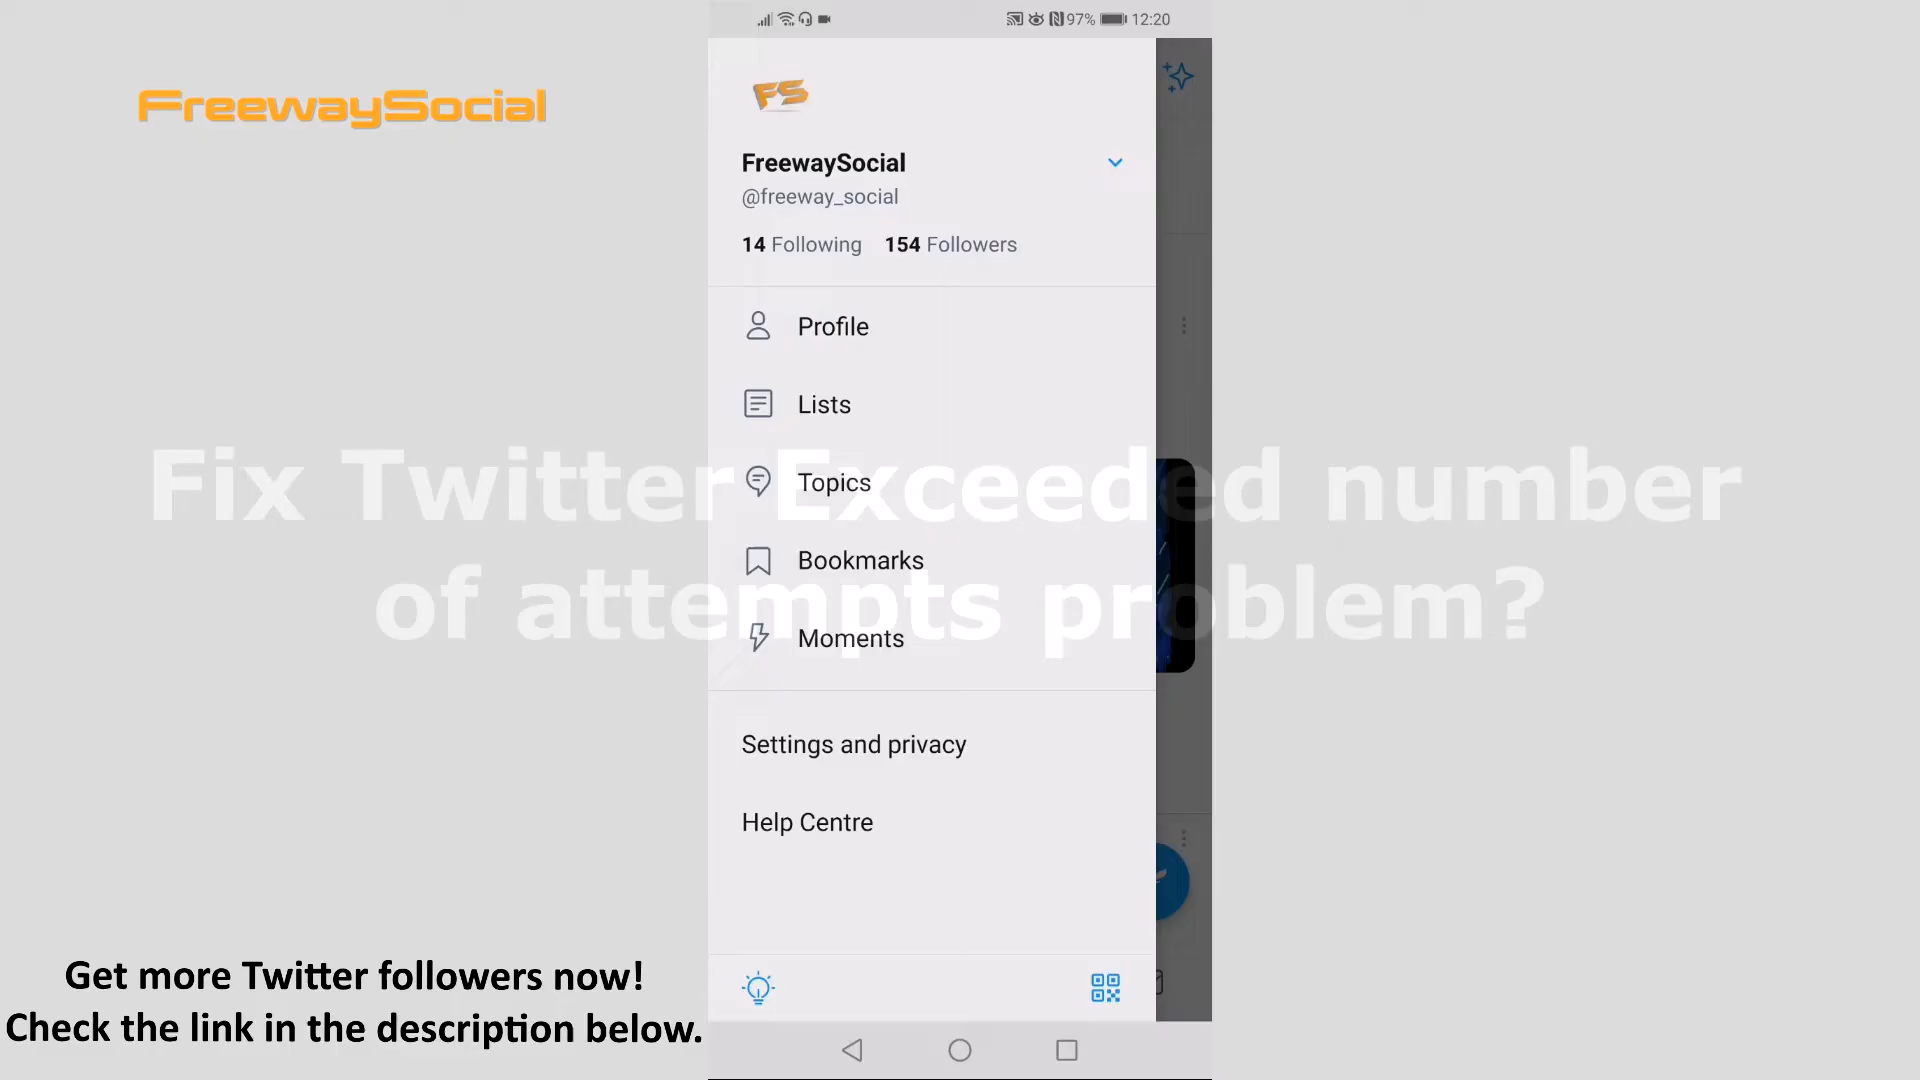 97% 12:20
FreewaySocial
FS
FreewaySocial
@freeway_social
14 Following 154 Followers
Profile
Lists
Fix Twitter Exceeded number
Topics
Bookmarks
of attempts problem?
Moments
Settings and privacy
Help Centre
Get more Twitter followers now!
Check the link in the description below.